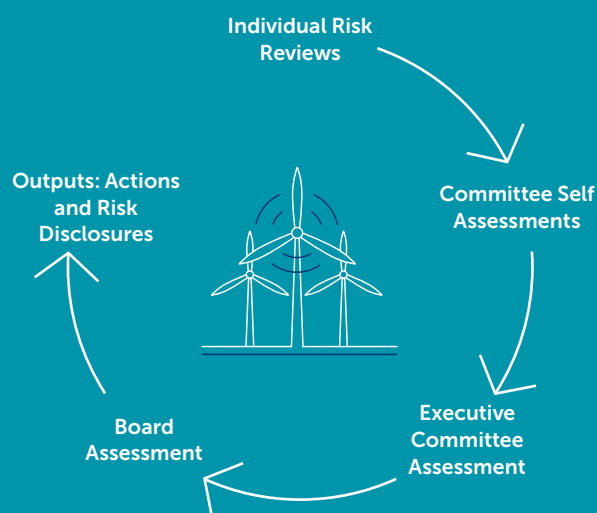 Individual Risk
Reviews
Committee Self
Assessments
Executive
Committee
Assessment
Board
Assessment
Outputs: Actions
and Risk
Disclosures